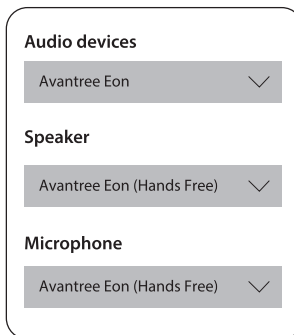 Audio devices
Avantree Eon
Speaker
Avantree Eon (Hands Free)
Microphone
Avantree Eon (Hands Free)